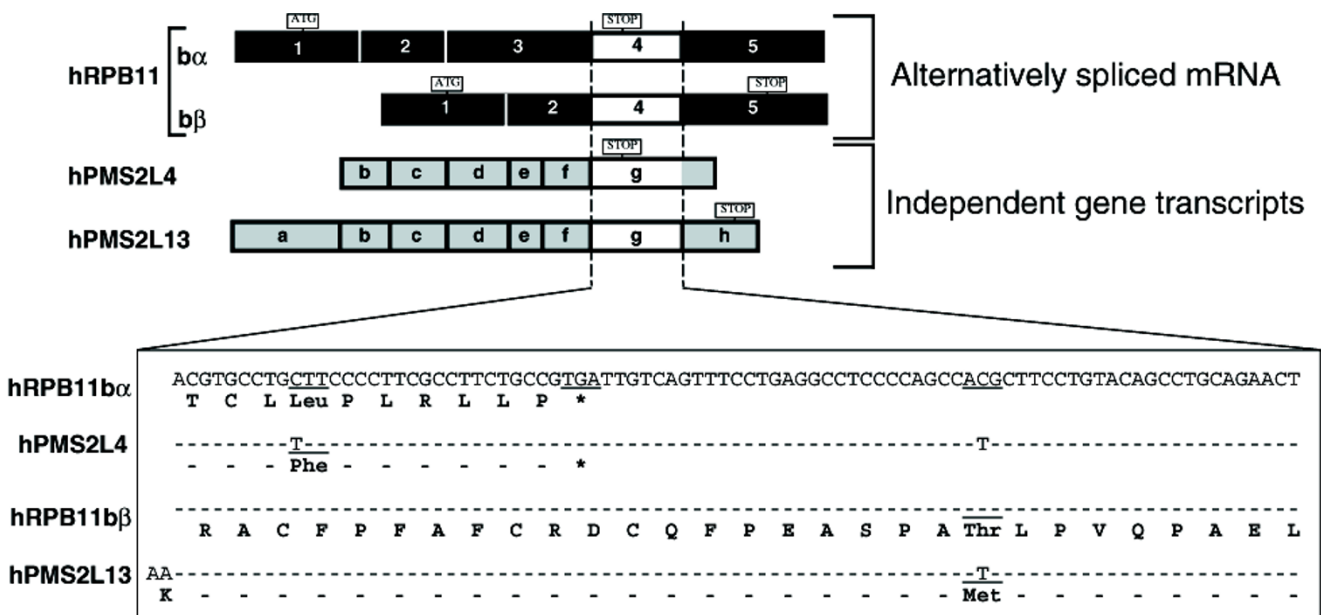 ATG STOP
hRPB11 bα 1 2 3 4 5 Alternatively spliced mRNA
ATG STOP
bβ 1 2 4 5
STOP
hPMS2L4 b c d e f g Independent gene transcripts
STOP
hPMS2L13 a b c d e f g h
hRPB11bα ACGTGCCTGCTTCCCCTTCGCCTTCTGCCGTGATTGTCAGTTTCCTGAGGCCTCCCCAGCCACGCTTCCTGTACAGCCTGCAGAACT
T C L Leu P L R L L P *
hPMS2L4 ---------T-----------------------------------------------------T------------------------
- - - Phe - - - - - - *
hRPB11bβ ----------------------------------------------------------------------------------------
R A C F P F A F C R D C Q F P E A S P A Thr L P V Q P A E L
hPMS2L13 AA--------------------------------------------------------------T------------------------
K - - - - - - - - - - - - - - - - - - - - Met - - - - - - - -